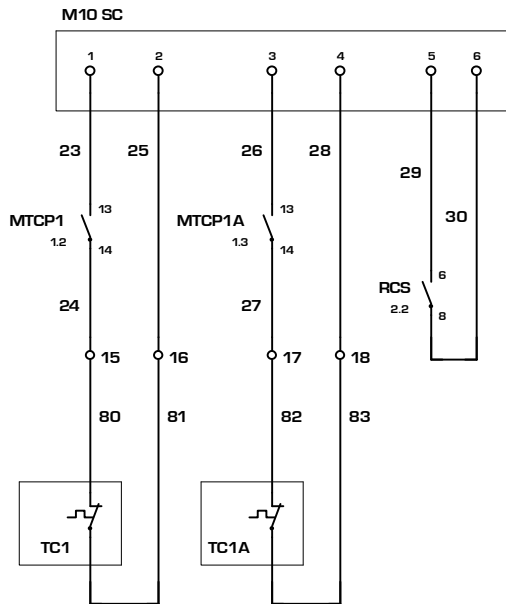 M10 SC
1 2 3 4 5 6
23 25 26 28
29
30
13 13
MTCP1 MTCP1A
1.2 1.3
14 14
6
RCS
2.2
8
24 27
15 16 17 18
80 81 82 83
TC1 TC1A